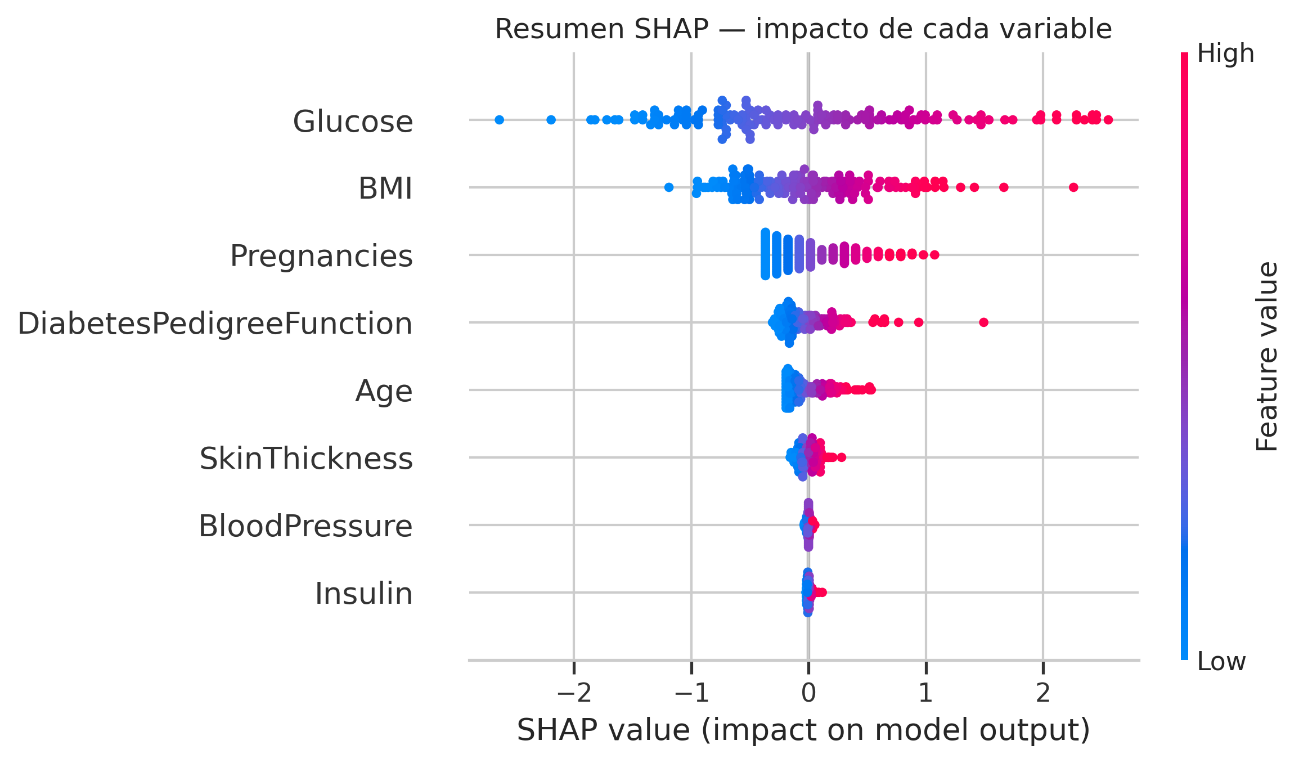 Resumen SHAP — impacto de cada variable
High
Glucose
BMI
Pregnancies
DiabetesPedigreeFunction
Age
SkinThickness
BloodPressure
Insulin
Feature value
Low
−2 −1 0 1 2
SHAP value (impact on model output)